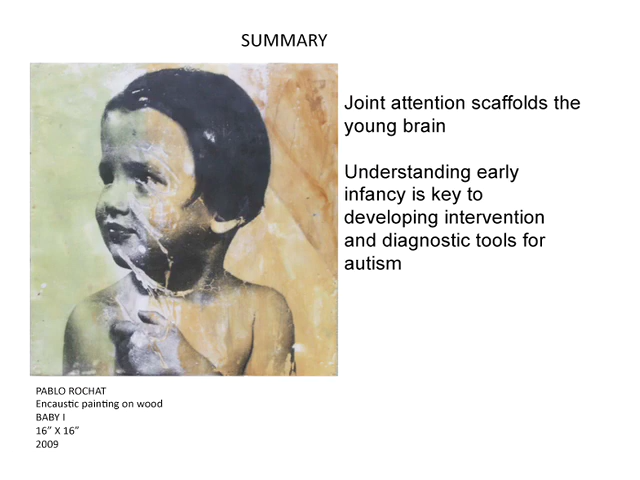 SUMMARY
Joint attention scaffolds the
young brain
Understanding early
infancy is key to
developing intervention
and diagnostic tools for
autism
PABLO ROCHAT
Encaustic painting on wood
BABY I
16” X 16”
2009